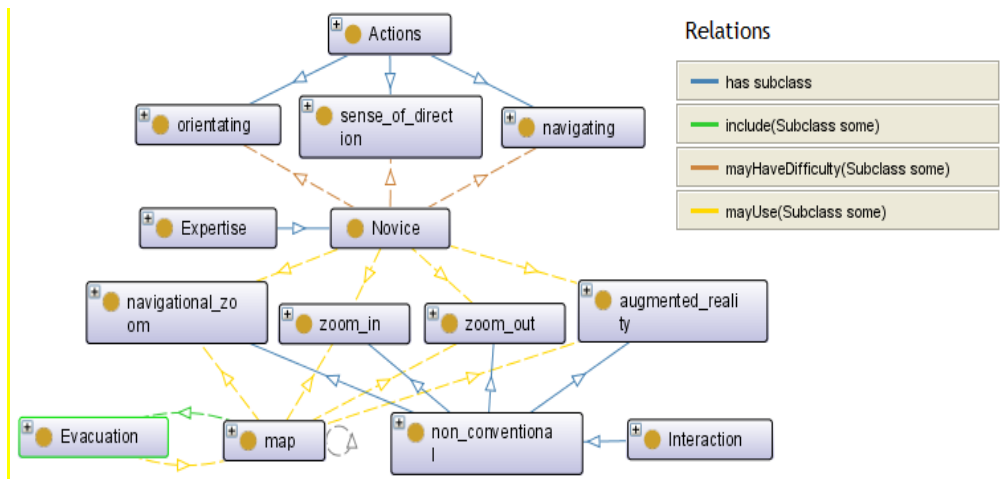 Actions
Relations
has subclass
orientating
sense_of_direct
ion
navigating
include(Subclass some)
mayHaveDifficulty(Subclass some)
mayUse(Subclass some)
Expertise
Novice
navigational_zo
om
zoom_in
zoom_out
augmented_reali
ty
Evacuation
map
non_conventiona
l
Interaction